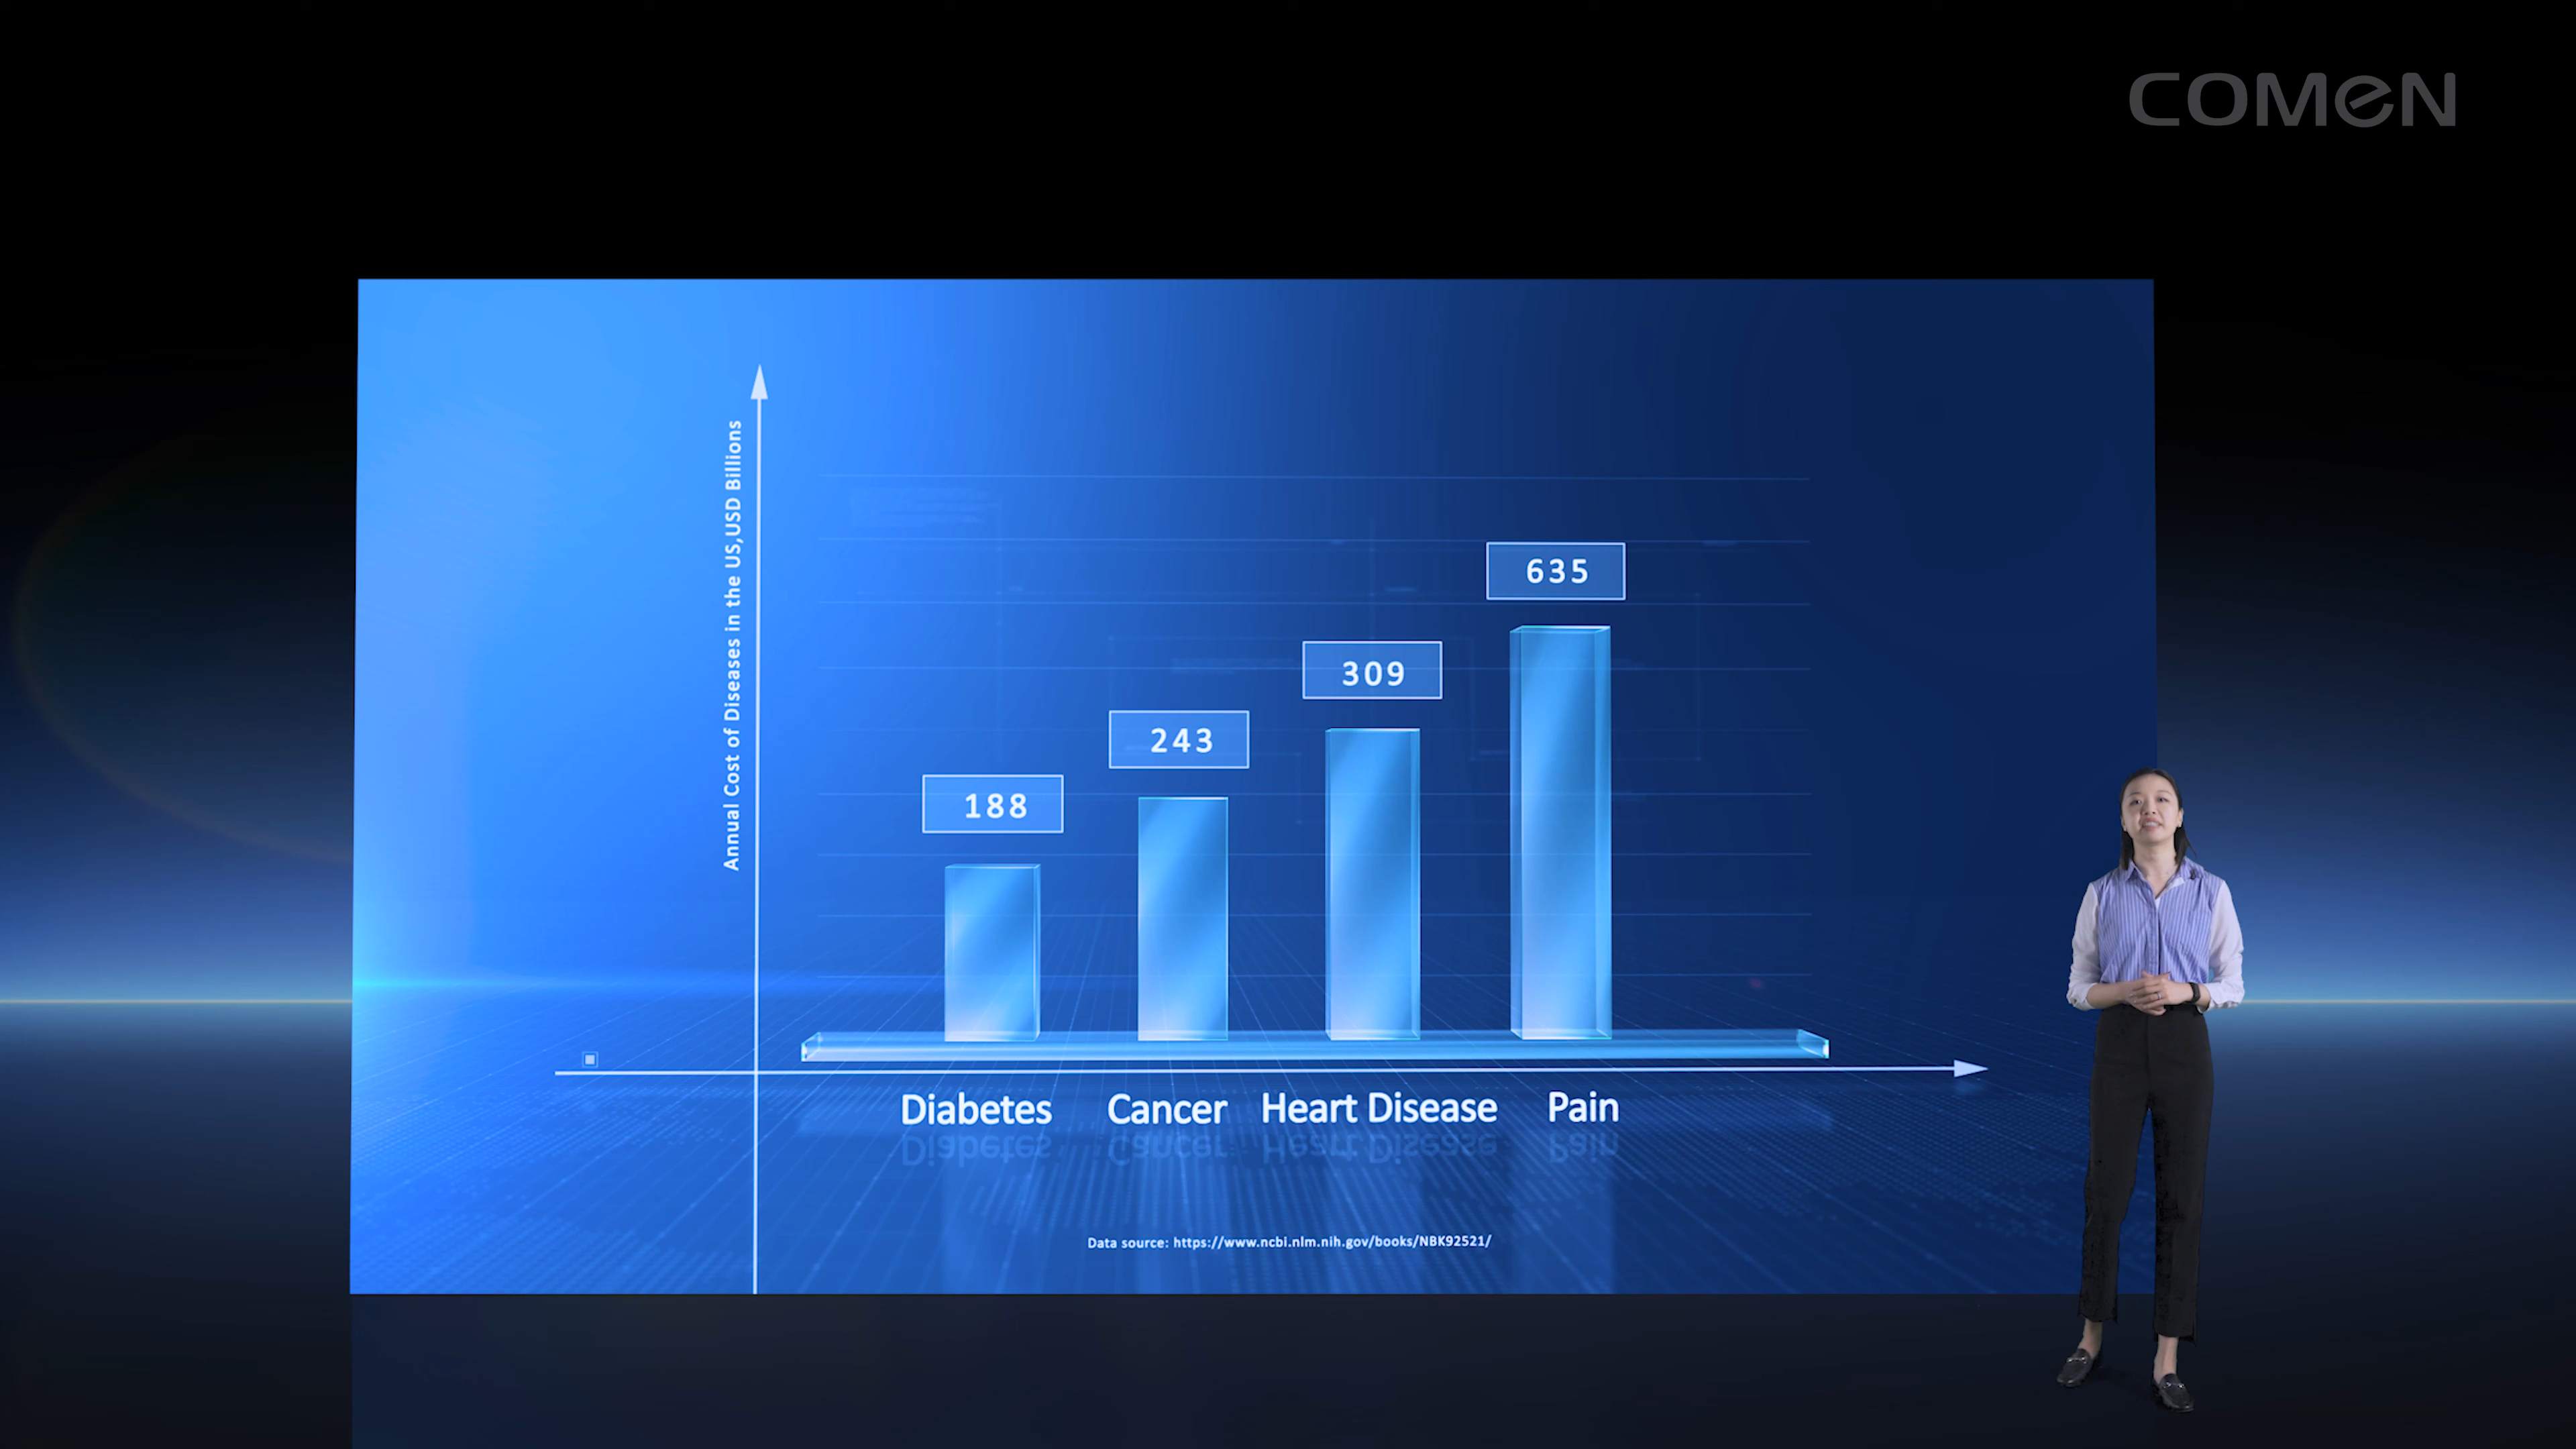 COMeN
Annual Cost of Diseases in the US,USD Billions
635
309
243
188
Diabetes Cancer Heart Disease Pain
Data source: https://www.ncbi.nlm.nih.gov/books/NBK92521/